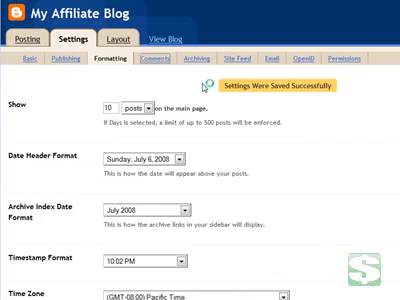 My Affiliate Blog
Posting Settings Layout View Blog
Basic Publishing Formatting Comments Archiving Site Feed Email OpenID Permissions
Settings Were Saved Successfully
Show 10 posts on the main page.
If Days is selected, a limit of up to 500 posts will be enforced.
Date Header Format Sunday, July 6, 2008
This is how the date will appear above your posts.
Archive Index Date Format July 2008
This is how the archive links in your sidebar will display.
Timestamp Format 10:02 PM
Time Zone (GMT-08:00) Pacific Time
$